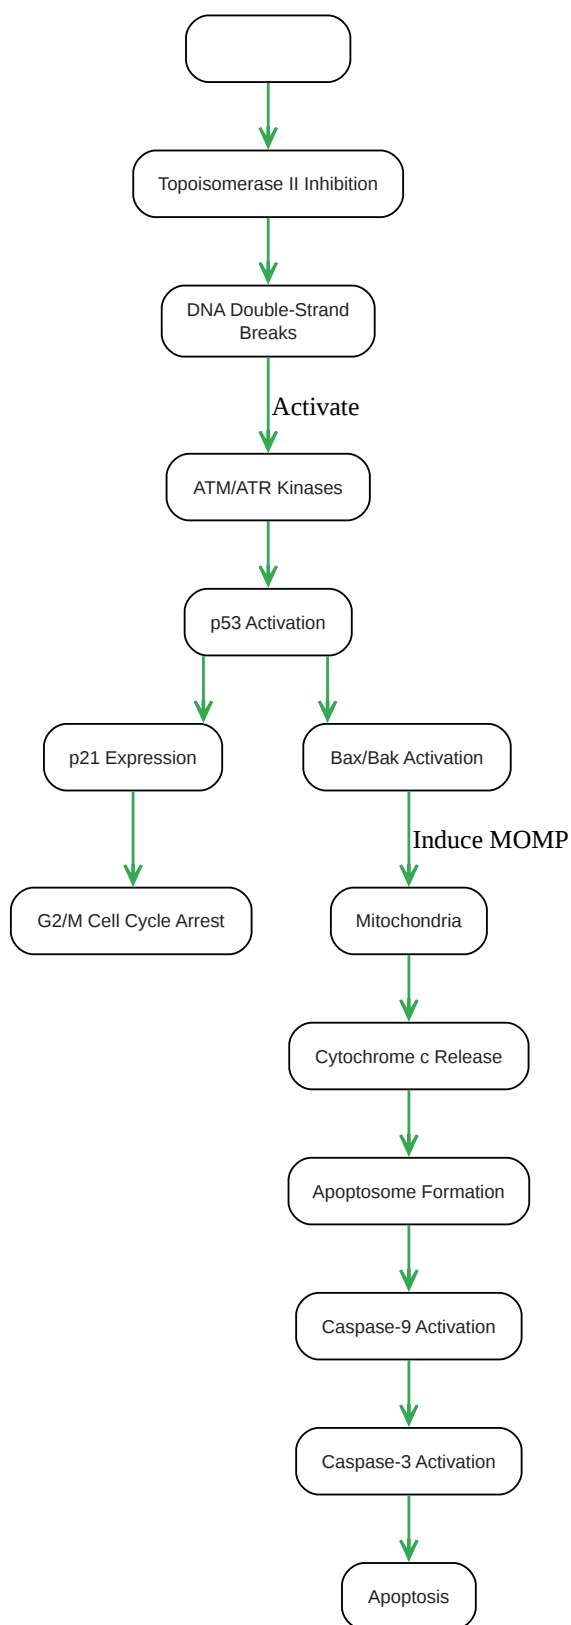 Topoisomerase II Inhibition
DNA Double-Strand
Breaks
Activate
ATM/ATR Kinases
p53 Activation
p21 Expression
Bax/Bak Activation
Induce MOMP
G2/M Cell Cycle Arrest
Mitochondria
Cytochrome c Release
Apoptosome Formation
Caspase-9 Activation
Caspase-3 Activation
Apoptosis